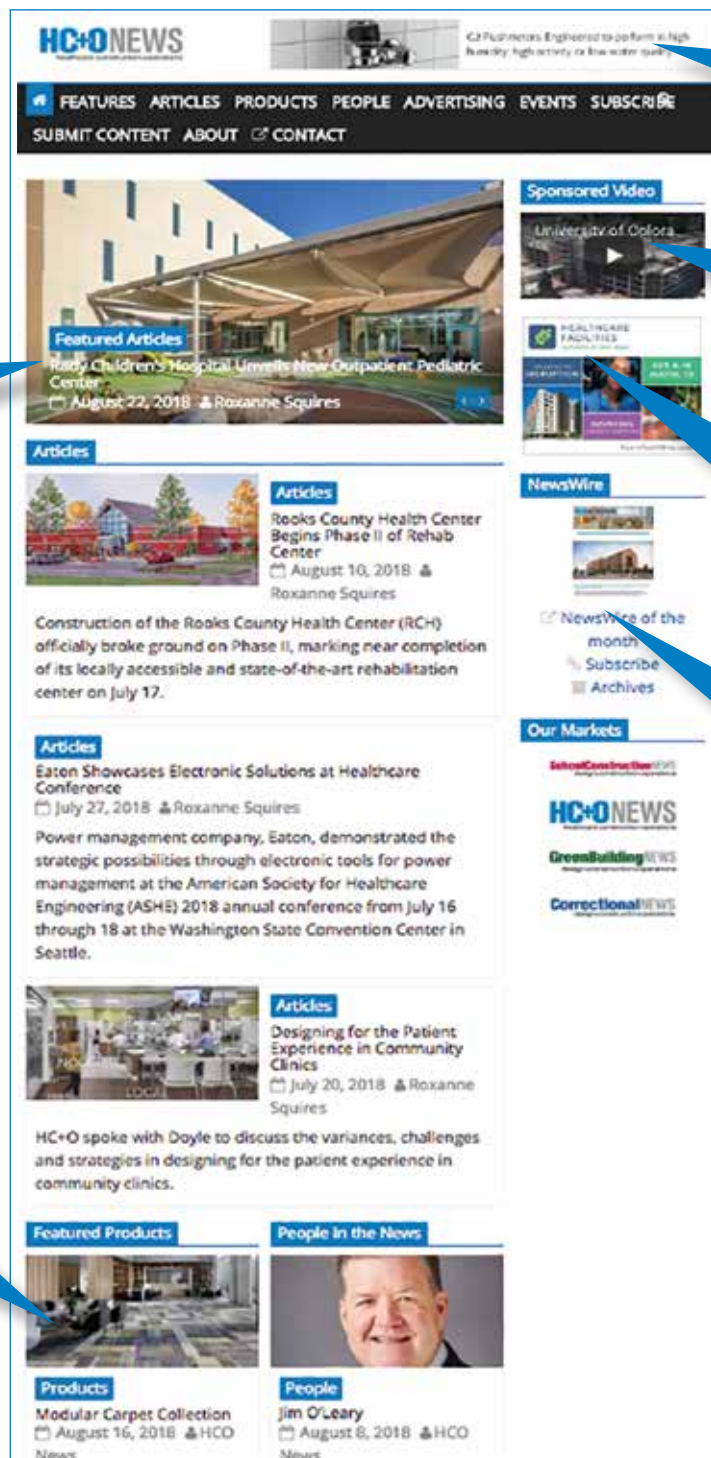 HC+O NEWS
CJ Pushmeters Engineered to perform in high
humidity, high activity or low water quality
FEATURES ARTICLES PRODUCTS PEOPLE ADVERTISING EVENTS SUBSCRIBE
SUBMIT CONTENT ABOUT CONTACT
Featured Articles
Rady Children's Hospital Unveils New Outpatient Pediatric
Center
August 22, 2018 Roxanne Squires
Articles
Articles
Rooks County Health Center
Begins Phase II of Rehab
Center
August 10, 2018
Roxanne Squires
Construction of the Rooks County Health Center (RCH)
officially broke ground on Phase II, marking near completion
of its locally accessible and state-of-the-art rehabilitation
center on July 17.
Articles
Eaton Showcases Electronic Solutions at Healthcare
Conference
July 27, 2018 Roxanne Squires
Power management company, Eaton, demonstrated the
strategic possibilities through electronic tools for power
management at the American Society for Healthcare
Engineering (ASHE) 2018 annual conference from July 16
through 18 at the Washington State Convention Center in
Seattle.
Articles
Designing for the Patient
Experience in Community
Clinics
July 20, 2018 Roxanne
Squires
HC+O spoke with Doyle to discuss the variances, challenges
and strategies in designing for the patient experience in
community clinics.
Featured Products
Products
Modular Carpet Collection
August 16, 2018 HCO
News
People in the News
People
Jim O'Leary
August 8, 2018 HCO
News
Sponsored Video
University of Colora
HEALTHCARE
FACILITIES
DISRUPTION
NewsWire
NewsWire of the
month
Subscribe
Archives
Our Markets
SchoolConstructionNEWS
HC+O NEWS
GreenBuildingNEWS
CorrectionalNEWS